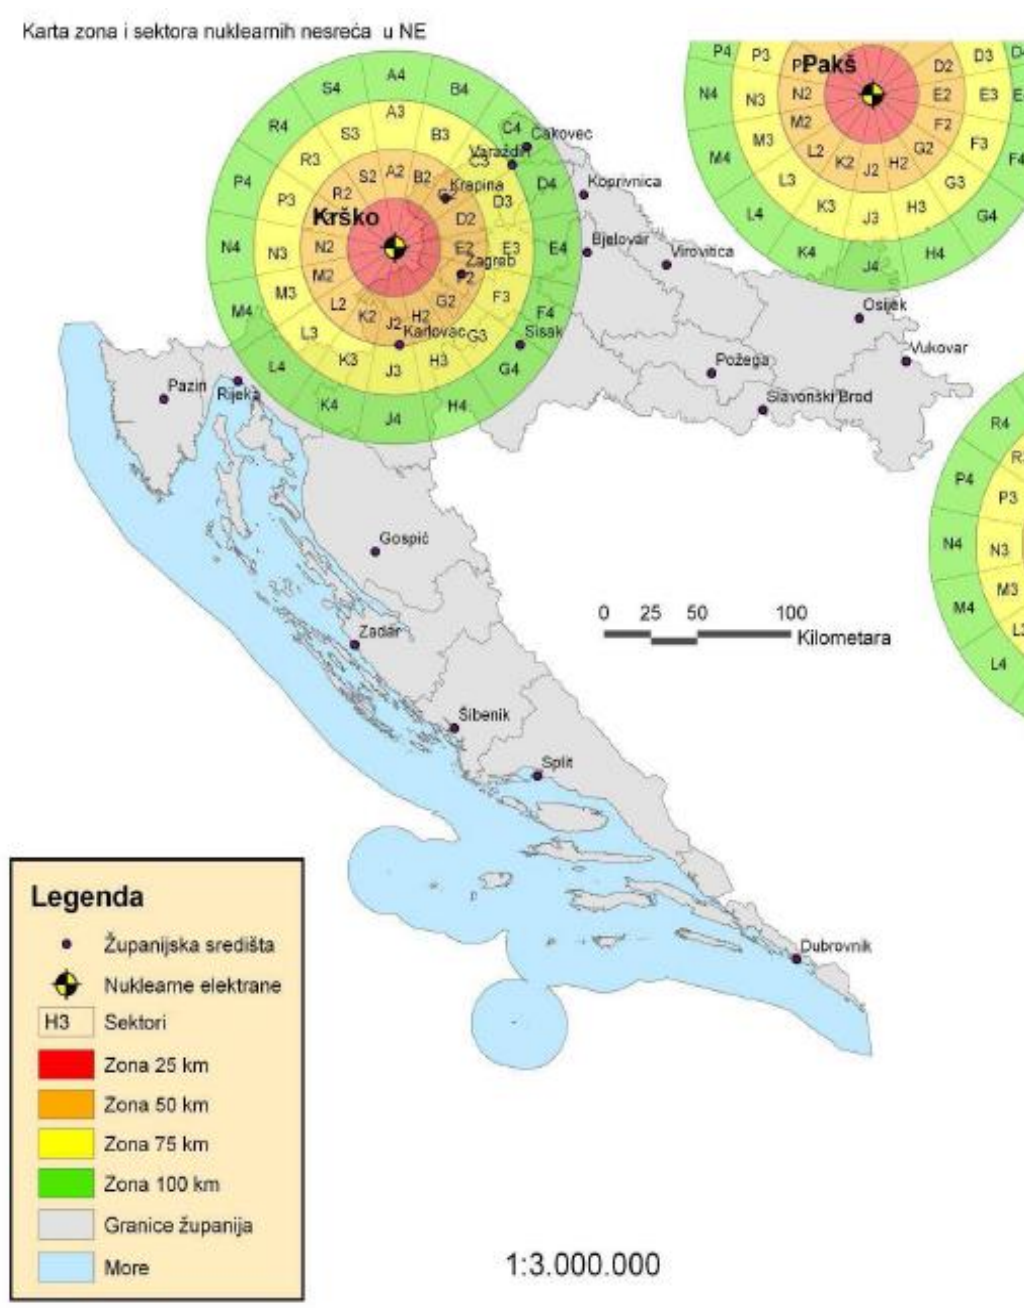 Karta zona i sektora nuklearnih nesreća u NE
A4
S4
B4
R4
C4
Čakovec
A3
S3
B3
Varaždin
C3
R3
P4
S2
A2
B2
Krapina
D4
Koprivnica
P3
R2
C2
D3
Krško
D2
N4
N3
N2
E2
E3
E4
Bjelovar
Virovitica
M2
Zagreb
F2
M3
F3
M4
L2
G2
F4
K2
H2
J2
Karlovac
G3
Sisak
L3
K3
H3
L4
J3
G4
K4
H4
J4
Pakš
P4
P3
D2
D3
N4
N3
N2
E2
E3
M2
F2
M3
F3
M4
L2
K2
J2
H2
G2
F4
L3
G3
K3
J3
H3
L4
G4
K4
J4
H4
Osijek
Vukovar
Požega
Slavonski Brod
Pazin
Rijeka
R4
P4
P3
N4
N3
M3
M4
L4
Gospić
0 25 50 100
Kilometara
Zadar
Šibenik
Split
Dubrovnik
Legenda
Županijska središta
Nuklearne elektrane
H3 Sektori
Zona 25 km
Zona 50 km
Zona 75 km
Zona 100 km
Granice županija
More
1:3.000.000